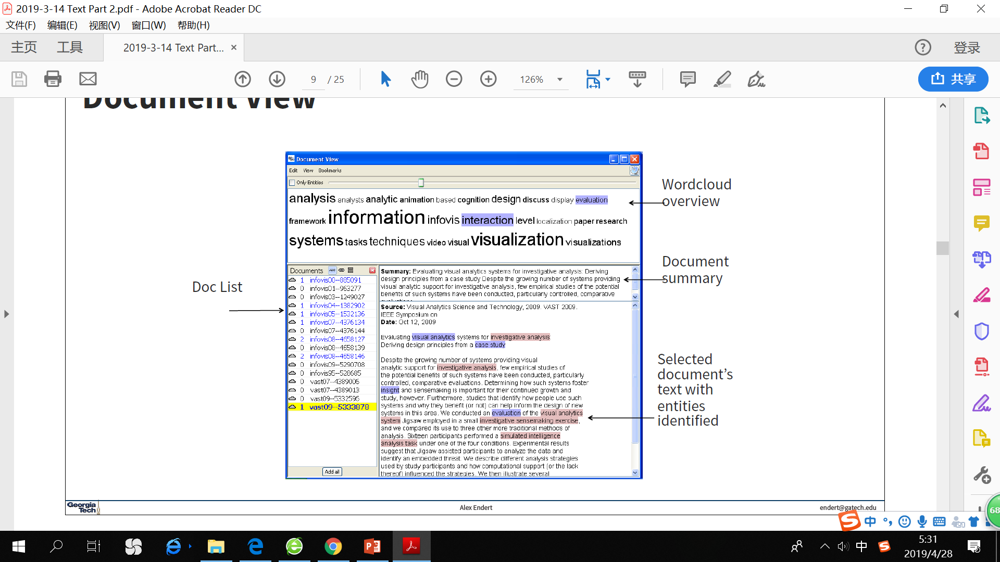 2019-3-14 Text Part 2.pdf - Adobe Acrobat Reader DC
文件(F) 编辑(E) 视图(V) 窗口(W) 帮助(H)
主页 工具 2019-3-14 Text Part... × 登录
9 / 25 126% 共享
Document View
Document View
Edit View Bookmarks
Only Entities
analysis analysts analytic animation based cognition design discuss display evaluation
framework information infovis interaction level localization paper research
systems tasks techniques video visual visualization visualizations
Wordcloud
overview
Document
summary
Doc List
Selected
document's
text with
entities
identified
Documents
1 infovis00--885091
0 infovis01--963277
0 infovis03--1249027
1 infovis04--1382902
1 infovis05--1532136
1 infovis07--4376134
0 infovis07--4376144
2 infovis08--4658127
0 infovis08--4658139
2 infovis08--4658146
0 infovis09--5290708
0 infovis95--528685
0 vast07--4389006
0 vast07--4389013
0 vast09--5332596
1 vast09--5333878
Add all
Summary: Evaluating visual analytics systems for investigative analysis: Deriving
design principles from a case study Despite the growing number of systems providing
visual analytic support for investigative analysis, few empirical studies of the potential
benefits of such systems have been conducted, particularly controlled, comparative
Source: Visual Analytics Science and Technology, 2009. VAST 2009.
IEEE Symposium on
Date: Oct 12, 2009
Evaluating visual analytics systems for investigative analysis:
Deriving design principles from a case study
Despite the growing number of systems providing visual
analytic support for investigative analysis, few empirical studies of
the potential benefits of such systems have been conducted, particularly
controlled, comparative evaluations. Determining how such systems foster
insight and sensemaking is important for their continued growth and
study, however. Furthermore, studies that identify how people use such
systems and why they benefit (or not) can help inform the design of new
systems in this area. We conducted an evaluation of the visual analytics
system Jigsaw employed in a small investigative sensemaking exercise,
and we compared its use to three other more traditional methods of
analysis. Sixteen participants performed a simulated intelligence
analysis task under one of the four conditions. Experimental results
suggest that Jigsaw assisted participants to analyze the data and
identify an embedded threat. We describe different analysis strategies
used by study participants and how computational support (or the lack
thereof) influenced the strategies. We then illustrate several
Georgia
Tech
Alex Endert
endert@gatech.edu
68
中
中
5:31
2019/4/28